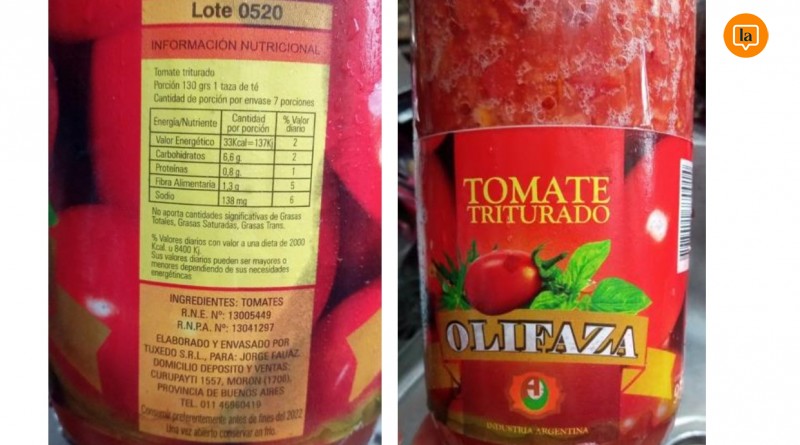 Lote 0520
INFORMACIÓN NUTRICIONAL
Tomate triturado
Porción 130 grs 1 taza de té
Cantidad de porción por envase 7 porciones
Energía/Nutriente Cantidad por porción % Valor diario
Valor Energético 33Kcal=137Kj 2
Carbohidratos 6,6 g. 2
Proteinas 0,8 g. 1
Fibra Alimentaria 1,3 g 5
Sodio 138 mg 6
No aporta cantidades significativas de Grasas
Totales, Grasas Saturadas, Grasas Trans.
% Valores diarios con valor a una dieta de 2000
Kcal. u 8400 Kj.
Sus valores diarios pueden ser mayores o
menores dependiendo de sus necesidades
energétincas
INGREDIENTES: TOMATES
R.N.E. Nº: 13005449
R.N.P.A. Nº: 13041297
ELABORADO Y ENVASADO POR
TUXEDO S.R.L., PARA: JORGE FAUAZ.
DOMICILIO DEPOSITO Y VENTAS:
CURUPAYTI 1557, MORON (1708),
PROVINCIA DE BUENOS AIRES
TEL. 011 46960419
Consumir preferentemente antes de fines del 2022
Una vez abierto conservar en frio.
TOMATE
TRITURADO
OLIFAZA
INDUSTRIA ARGENTINA
la